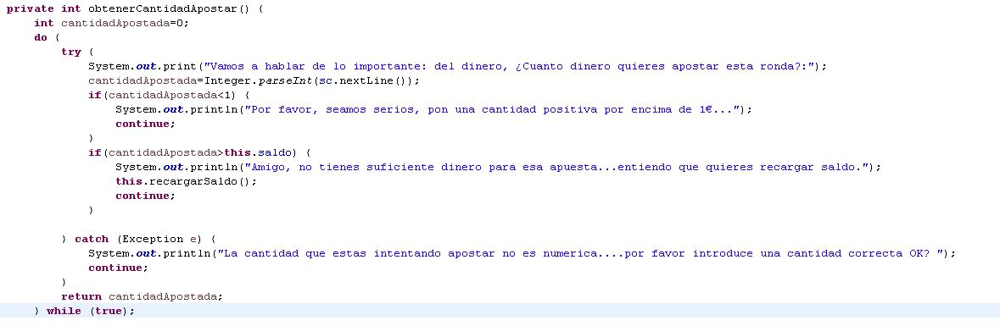 private int obtenerCantidadApostar() {
int cantidadApostada=0;
do {
try {
System.out.print("Vamos a hablar de lo importante: del dinero, ¿Cuanto dinero quieres apostar esta ronda?:");
cantidadApostada=Integer.parseInt(sc.nextLine());
if(cantidadApostada<1) {
System.out.println("Por favor, seamos serios, pon una cantidad positiva por encima de 1€...");
continue;
}
if(cantidadApostada>this.saldo) {
System.out.println("Amigo, no tienes suficiente dinero para esa apuesta...entiendo que quieres recargar saldo.");
this.recargarSaldo();
continue;
}
} catch (Exception e) {
System.out.println("La cantidad que estas intentando apostar no es numerica....por favor introduce una cantidad correcta OK? ");
continue;
}
return cantidadApostada;
} while (true);